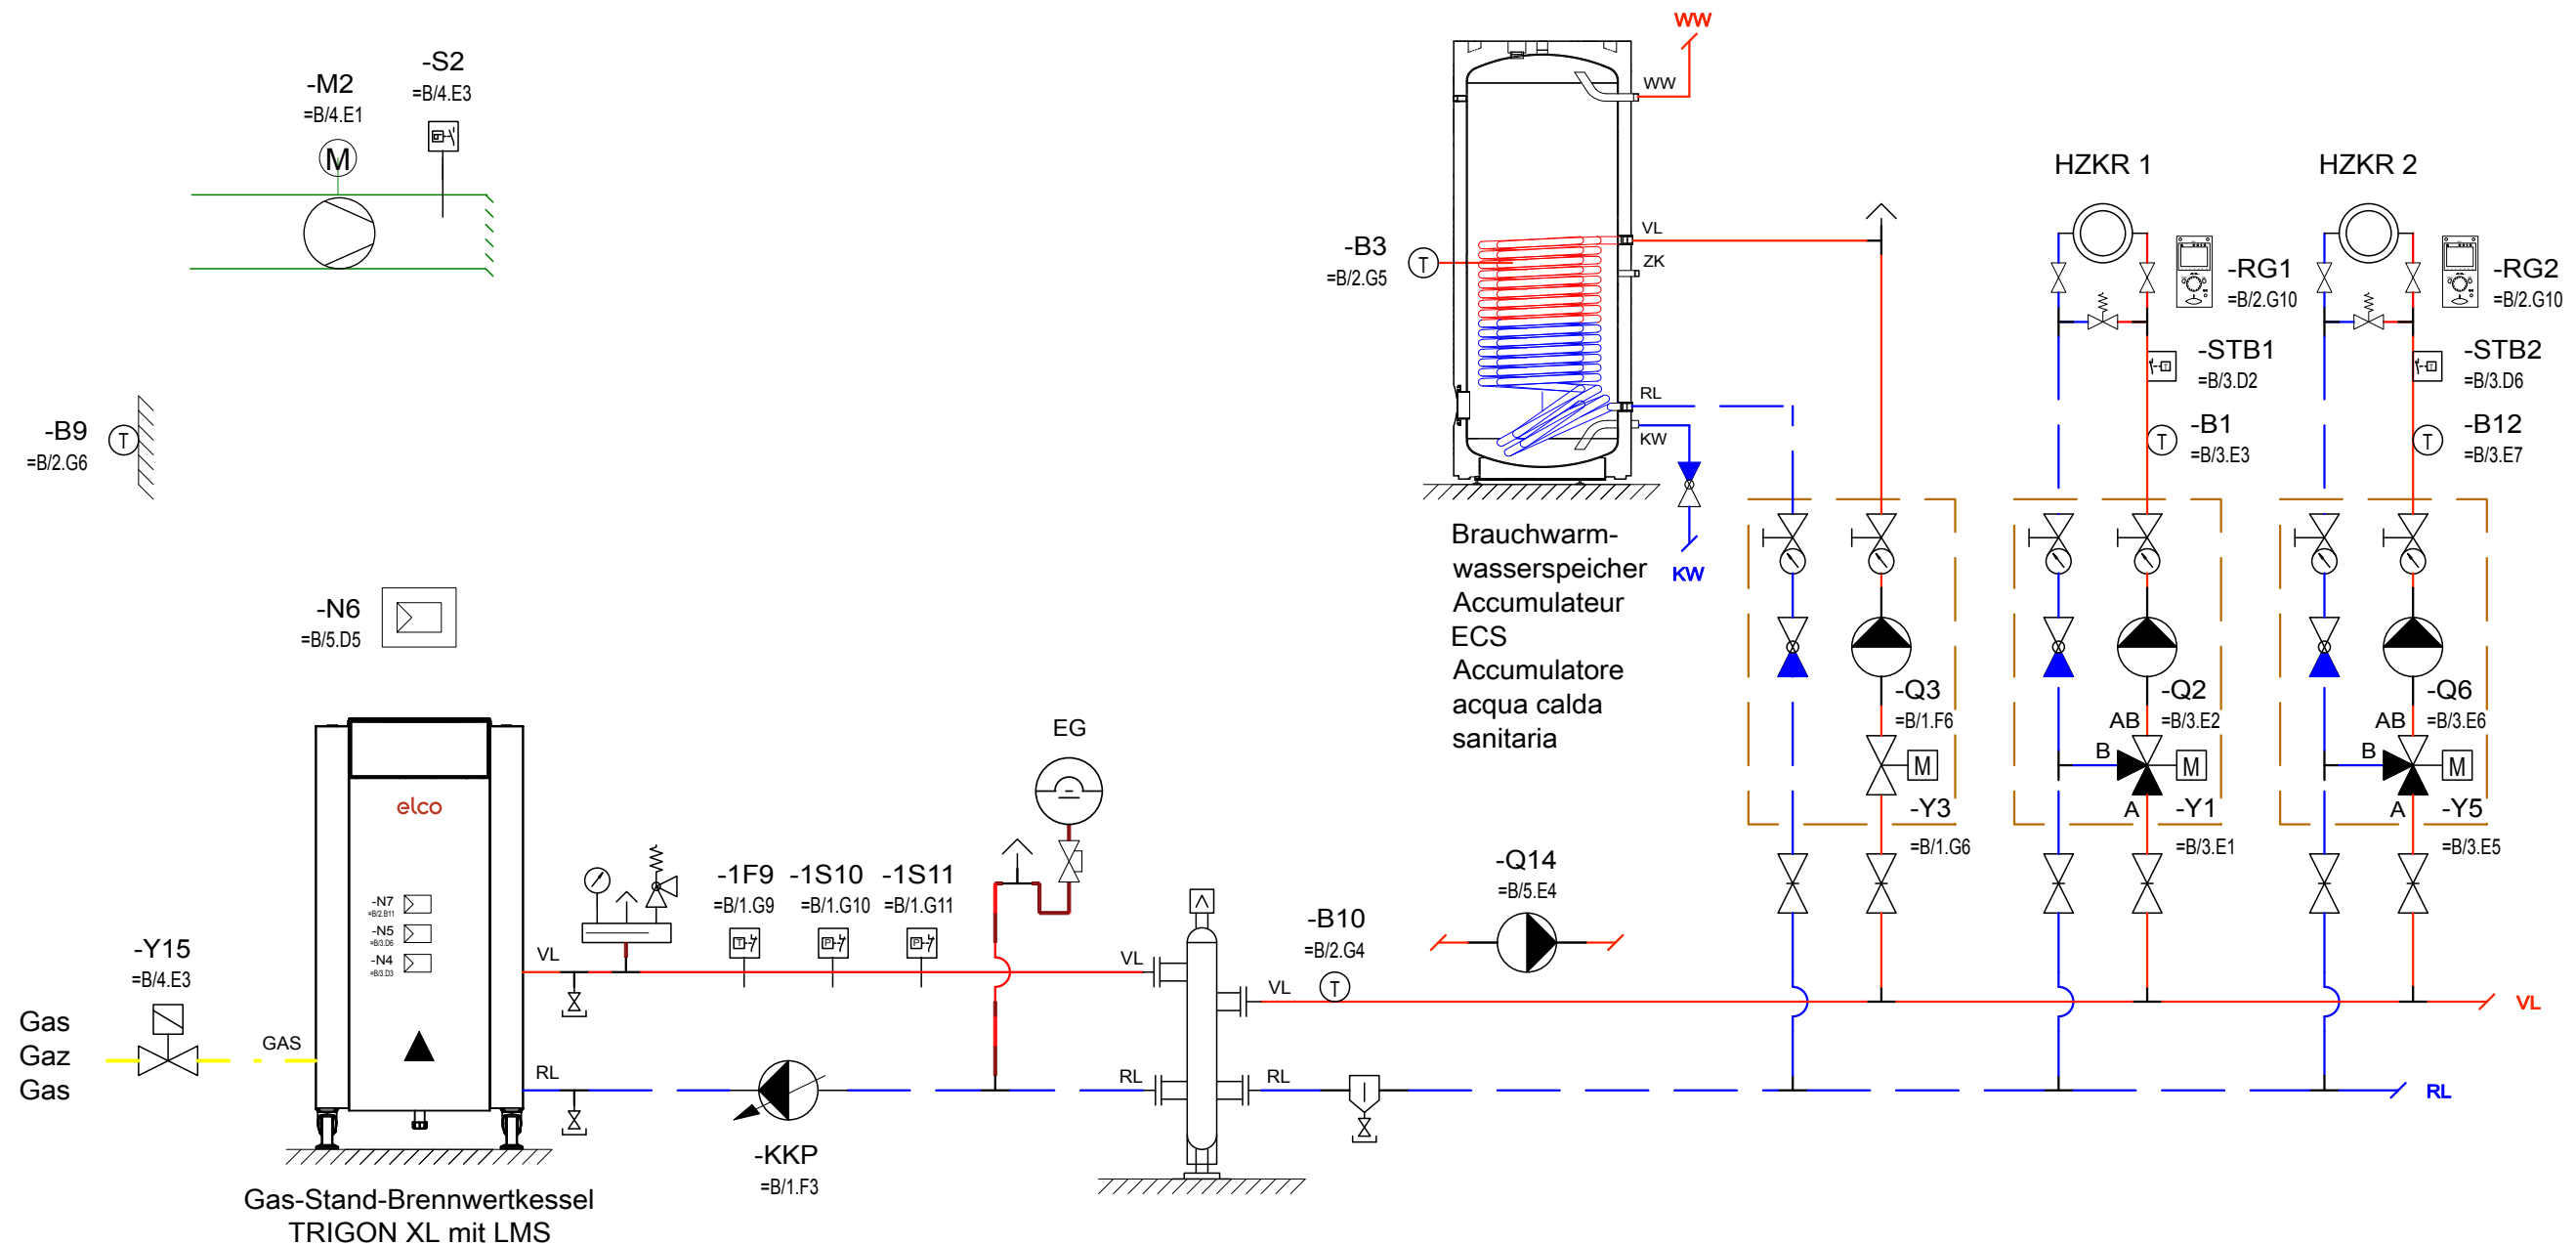 WW
-S2
=B/4.E3
-M2
=B/4.E1
M
WW
HZKR 1
HZKR 2
VL
-B3
=B/2.G5
T
ZK
-RG1
=B/2.G10
-RG2
=B/2.G10
-STB1
=B/3.D2
-STB2
=B/3.D6
RL
-B9
=B/2.G6
T
KW
T
-B1
=B/3.E3
T
-B12
=B/3.E7
Brauchwarm-
wasserspeicher
Accumulateur
ECS
Accumulatore
acqua calda
sanitaria
KW
-N6
=B/5.D5
-Q3
=B/1.F6
-Q2
=B/3.E2
-Q6
=B/3.E6
AB
AB
B
B
M
M
M
A
A
-Y3
=B/1.G6
-Y1
=B/3.E1
-Y5
=B/3.E5
EG
elco
-N7
=B/2.B11
-N5
=B/3.D6
-N4
=B/3.D3
-1F9
=B/1.G9
-1S10
=B/1.G10
-1S11
=B/1.G11
T
P
P
-Q14
=B/5.E4
-B10
=B/2.G4
T
-Y15
=B/4.E3
VL
VL
VL
VL
Gas
Gaz
Gas
GAS
RL
RL
RL
RL
-KKP
=B/1.F3
Gas-Stand-Brennwertkessel
TRIGON XL mit LMS